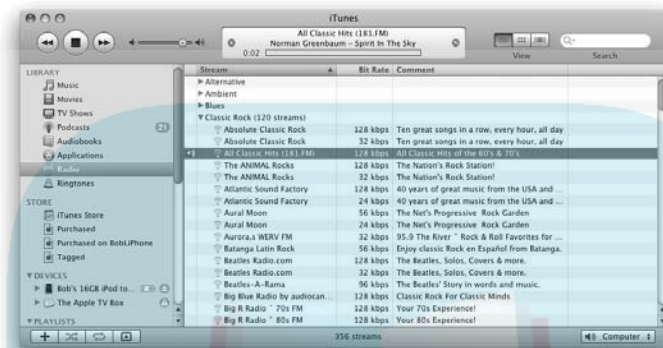 iTunes
All Classic Hits (181.FM)
Norman Greenbaum – Spirit In The Sky
0:02
View
Search
LIBRARY
Music
Movies
TV Shows
Podcasts
Audiobooks
Applications
Radio
Ringtones
STORE
iTunes Store
Purchased
Purchased on BobLiPhone
Tagged
DEVICES
Bob's 16GB iPod to...
The Apple TV Box
PLAYLISTS
Stream Bit Rate Comment
Alternative
Ambient
Blues
Classic Rock (120 streams)
Absolute Classic Rock 128 kbps Ten great songs in a row, every hour, all day
Absolute Classic Rock 32 kbps Ten great songs in a row, every hour, all day
All Classic Hits (181.FM) 128 kbps All Classic Hits of the 60's & 70's
The ANIMAL Rocks 128 kbps The Nation's Rock Station!
The ANIMAL Rocks 32 kbps The Nation's Rock Station!
Atlantic Sound Factory 128 kbps 40 years of great music from the USA and ...
Atlantic Sound Factory 24 kbps 40 years of great music from the USA and ...
Aural Moon 56 kbps The Net's Progressive Rock Garden
Aural Moon 24 kbps The Net's Progressive Rock Garden
Aurora,s WERV FM 32 kbps 95.9 The River ~ Rock & Roll Favorites for ...
Batanga Latin Rock 56 kbps Enjoy classic Rock en Español from Batanga.
Beatles Radio.com 128 kbps The Beatles, Solos, Covers & more.
Beatles Radio.com 32 kbps The Beatles, Solos, Covers & more.
Beatles-A-Rama 96 kbps The Beatles' Story in words and music.
Big Blue Radio by audiocan... 128 kbps Classic Rock For Classic Minds
Big R Radio ~ 70s FM 128 kbps Your 70s Experience!
Big R Radio ~ 80s FM 128 kbps Your 80s Experience!
356 streams
Computer